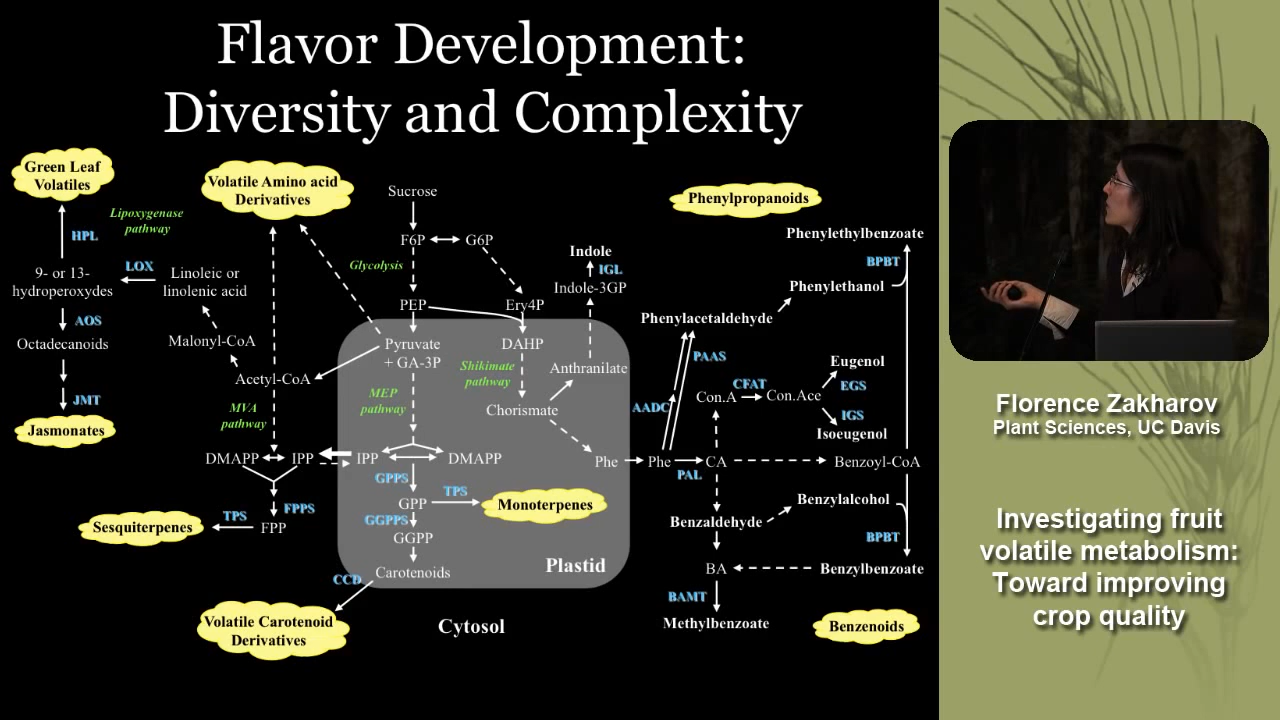 Flavor Development:
Diversity and Complexity
Green Leaf
Volatiles
Lipoxygenase
pathway
HPL
9- or 13-
hydroperoxydes
LOX
Linoleic or
linolenic acid
AOS
Octadecanoids
Malonyl-CoA
JMT
Jasmonates
Acetyl-CoA
MVA
pathway
Volatile Amino acid
Derivatives
Sucrose
F6P
G6P
Glycolysis
PEP
Ery4P
Pyruvate
+ GA-3P
DAHP
Shikimate
pathway
MEP
pathway
Chorismate
Anthranilate
Indole
IGL
Indole-3GP
DMAPP
IPP
IPP
DMAPP
GPPS
GPP
TPS
Monoterpenes
GGPPS
GGPP
Carotenoids
Plastid
FPPS
FPP
TPS
Sesquiterpenes
CCD
Volatile Carotenoid
Derivatives
Cytosol
Phenylpropanoids
Phenylethylbenzoate
BPBT
Phenylethanol
Phenylacetaldehyde
PAAS
AADC
Eugenol
CFAT
Con.A
Con.Ace
EGS
IGS
Isoeugenol
Phe
Phe
PAL
CA
Benzoyl-CoA
Benzylalcohol
Benzaldehyde
BPBT
BA
Benzylbenzoate
BAMT
Methylbenzoate
Benzenoids
Florence Zakharov
Plant Sciences, UC Davis
Investigating fruit
volatile metabolism:
Toward improving
crop quality